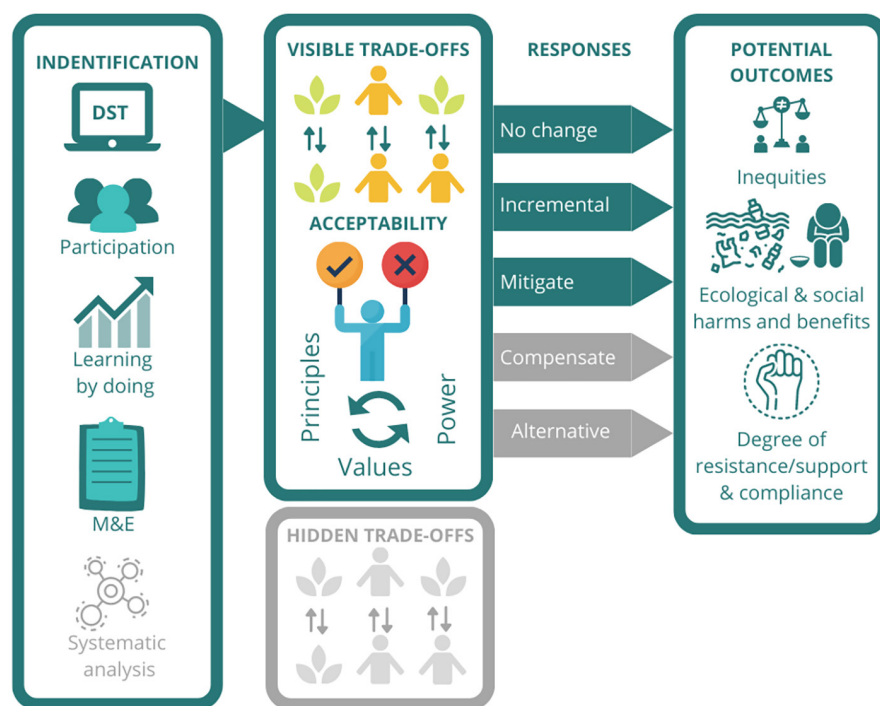 INDENTIFICATION
DST
Participation
Learning
by doing
M&E
Systematic
analysis
VISIBLE TRADE-OFFS
ACCEPTABILITY
Principles
Values
Power
HIDDEN TRADE-OFFS
RESPONSES
No change
Incremental
Mitigate
Compensate
Alternative
POTENTIAL
OUTCOMES
Inequities
Ecological & social
harms and benefits
Degree of
resistance/support
& compliance